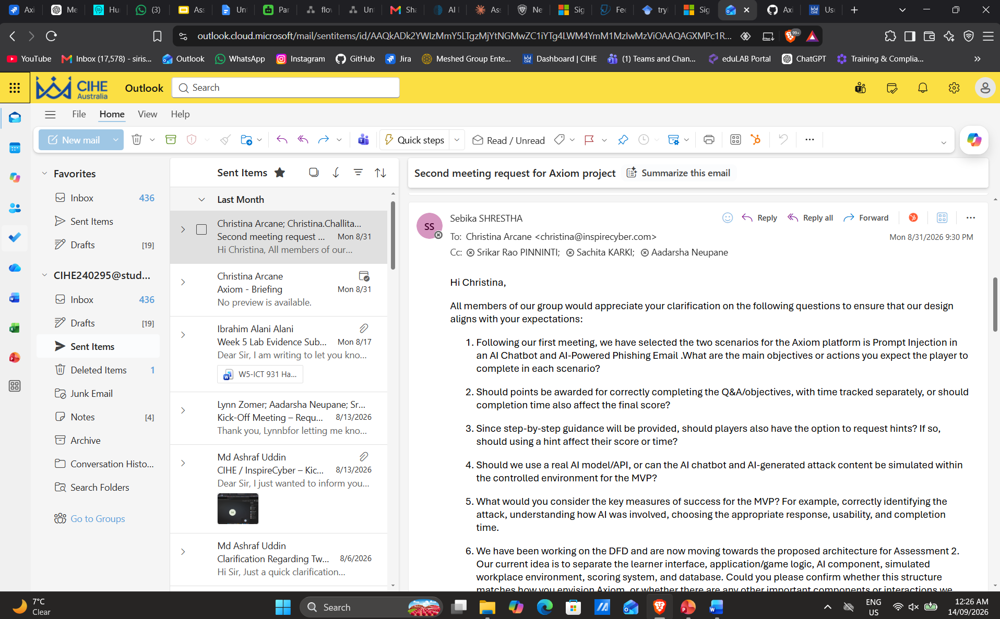 Axi
Me
Hu
(3)
Ass
Un
Par
flov
Un
Sha
AI
Ass
Ne
Sig
Fee
try
Sig
Axi
Us
outlook.cloud.microsoft/mail/sentitems/id/AAQkADk2YWIzMmY5LTgzMjYtNGMwZC1iYTg4LWM4YmM1MzIwMzViOAAQAGXMPc1R...
99+
YouTube
Inbox (17,578) - siris...
Outlook
WhatsApp
Instagram
GitHub
Jira
Meshed Group Ente...
Dashboard | CIHE
(1) Teams and Chan...
eduLAB Portal
ChatGPT
Training & Complia...
CIHE
Australia
Outlook
Search
File
Home
View
Help
New mail
Quick steps
Read / Unread
Favorites
Inbox 436
Sent Items
Drafts [19]
CIHE240295@stud...
Inbox 436
Drafts [19]
Sent Items
Deleted Items 1
Junk Email
Notes [4]
Archive
Conversation Histo...
Search Folders
Go to Groups
Sent Items
Last Month
Christina Arcane; Christina.Challita...
Second meeting request ... Mon 8/31
Hi Christina, All members of our...
Christina Arcane
Axiom - Briefing Mon 8/31
No preview is available.
Ibrahim Alani Alani
Week 5 Lab Evidence Sub... Mon 8/17
Dear Sir, I am writing to let you kno...
W5-ICT 931 Ha...
Lynn Zomer; Aadarsha Neupane; Sr...
Kick-Off Meeting – Requ... 8/13/2026
Thank you, Lynnbfor letting me kno...
Md Ashraf Uddin
CIHE / InspireCyber – Kic... 8/13/2026
Dear Sir, I just wanted to inform you...
Md Ashraf Uddin
Clarification Regarding Tw... 8/6/2026
Hi Sir, Just a quick clarification...
Second meeting request for Axiom project
Summarize this email
SS
Sebika SHRESTHA
Reply
Reply all
Forward
To: Christina Arcane <christina@inspirecyber.com>
Mon 8/31/2026 9:30 PM
Cc: Srikar Rao PINNINTI; Sachita KARKI; Aadarsha Neupane
Hi Christina,
All members of our group would appreciate your clarification on the following questions to ensure that our design
aligns with your expectations:
1. Following our first meeting, we have selected the two scenarios for the Axiom platform is Prompt Injection in
an AI Chatbot and AI-Powered Phishing Email .What are the main objectives or actions you expect the player to
complete in each scenario?
2. Should points be awarded for correctly completing the Q&A/objectives, with time tracked separately, or should
completion time also affect the final score?
3. Since step-by-step guidance will be provided, should players also have the option to request hints? If so,
should using a hint affect their score or time?
4. Should we use a real AI model/API, or can the AI chatbot and AI-generated attack content be simulated within
the controlled environment for the MVP?
5. What would you consider the key measures of success for the MVP? For example, correctly identifying the
attack, understanding how AI was involved, choosing the appropriate response, usability, and completion
time.
6. We have been working on the DFD and are now moving towards the proposed architecture for Assessment 2.
Our current idea is to separate the learner interface, application/game logic, AI component, simulated
workplace environment, scoring system, and database. Could you please confirm whether this structure
matches how you envision Axiom, or whether there are any other important components or interactions we
7°C
Clear
Search
ENG
US
12:26 AM
14/09/2026